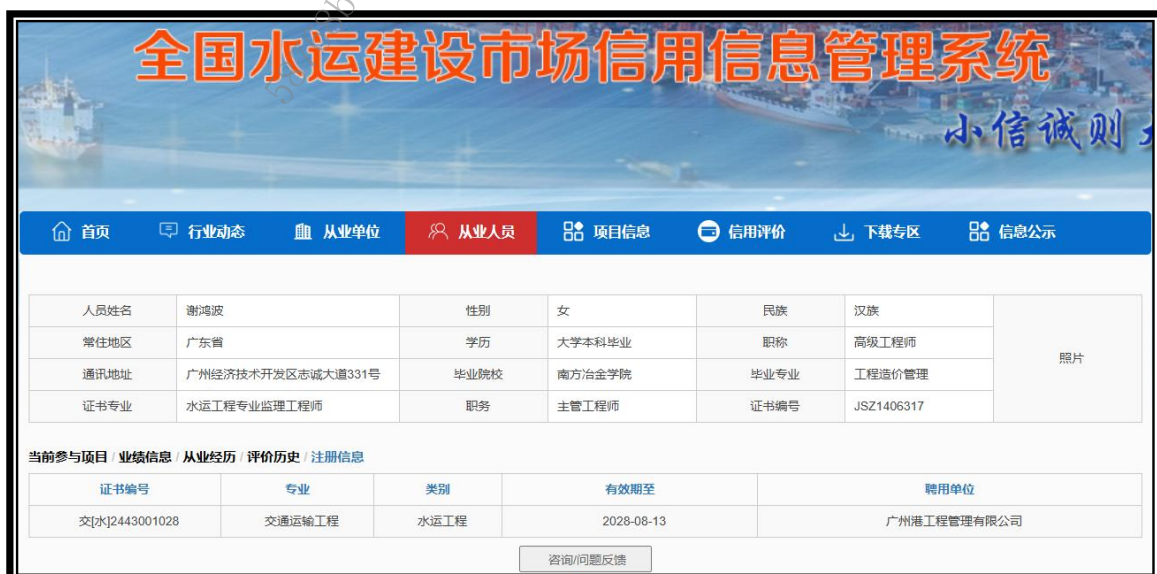 全国水运建设市场信用信息管理系统
小信诚则
首页 行业动态 从业单位 从业人员 项目信息 信用评价 下载专区 信息公示
人员姓名 谢鸿波 性别 女 民族 汉族 照片
常住地区 广东省 学历 大学本科毕业 职称 高级工程师
通讯地址 广州经济技术开发区志诚大道331号 毕业院校 南方冶金学院 毕业专业 工程造价管理
证书专业 水运工程专业监理工程师 职务 主管工程师 证书编号 JSZ1406317
当前参与项目 / 业绩信息 / 从业经历 / 评价历史 / 注册信息
证书编号 专业 类别 有效期至 聘用单位
交[水]2443001028 交通运输工程 水运工程 2028-08-13 广州港工程管理有限公司
咨询/问题反馈